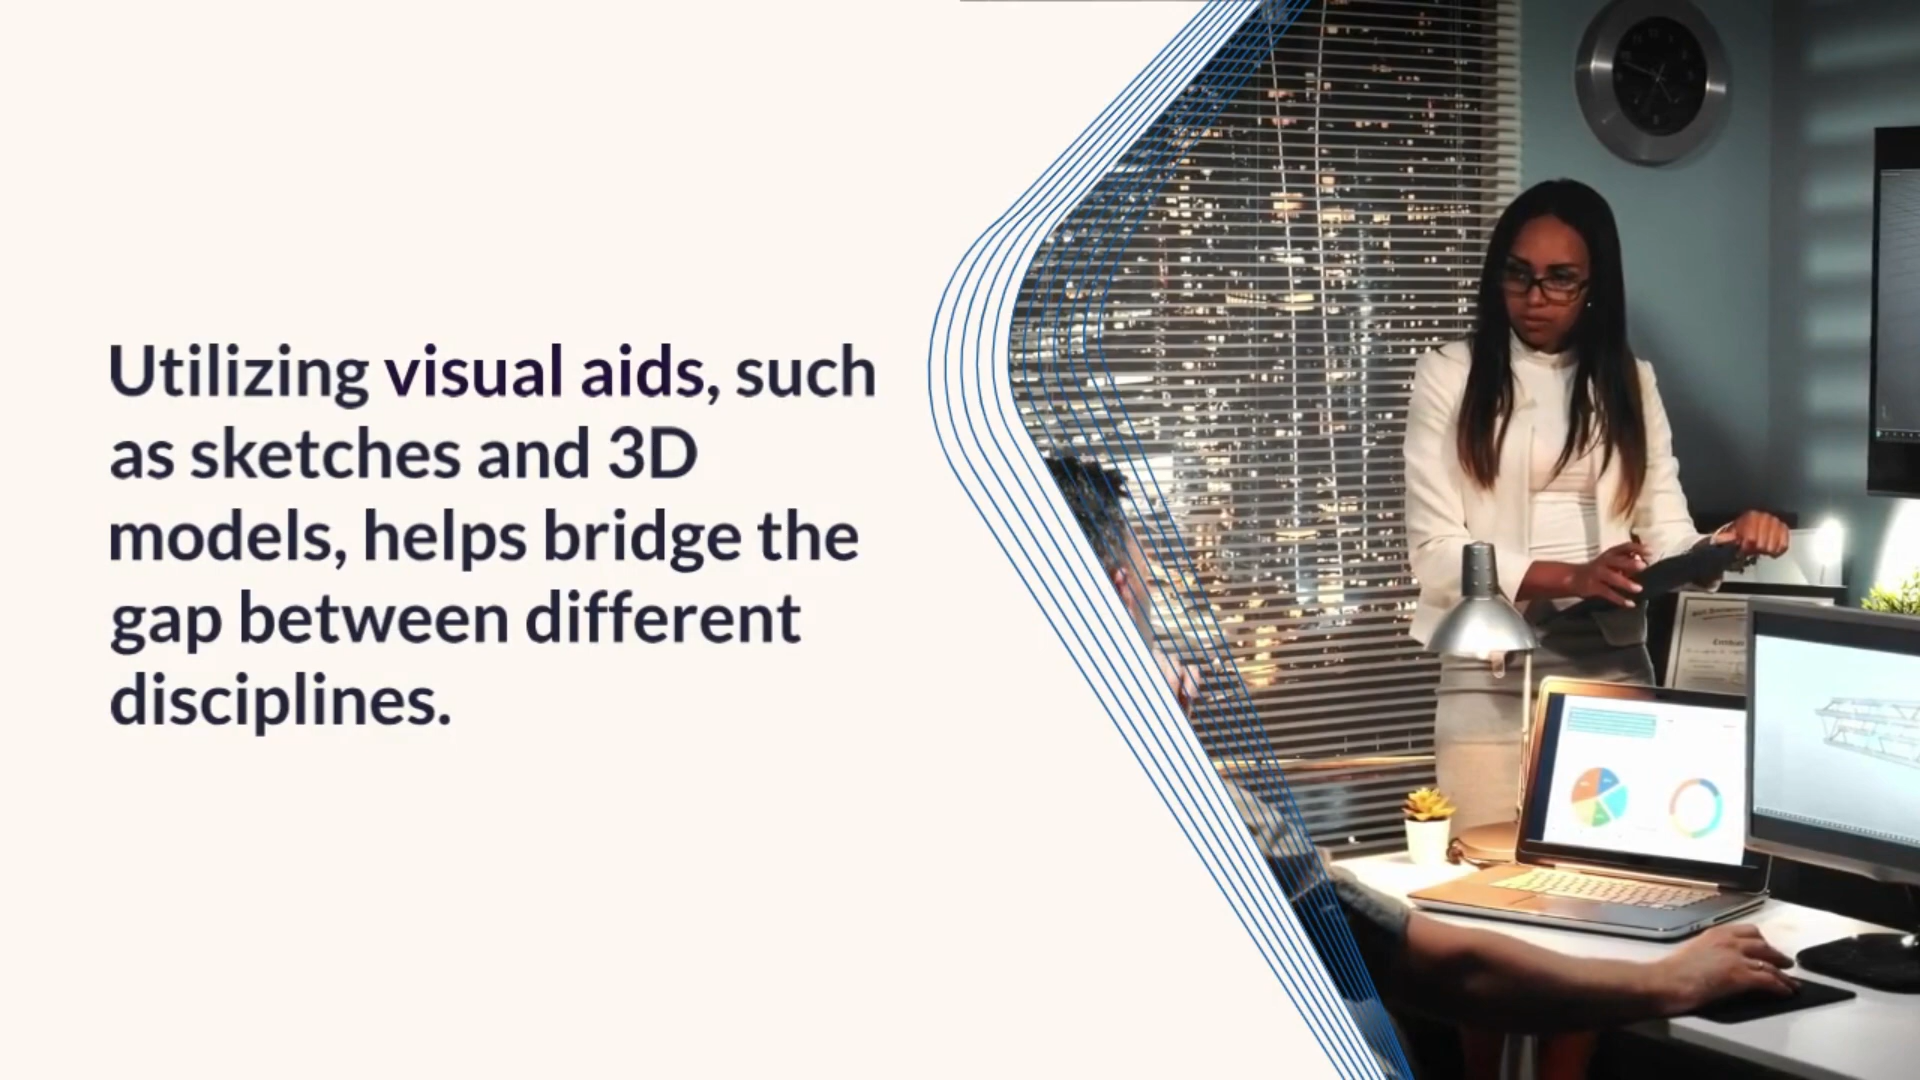 Utilizing visual aids, such
as sketches and 3D
models, helps bridge the
gap between different
disciplines.